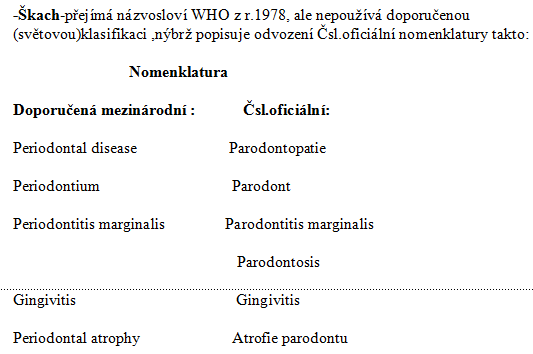 -Škach-přejímá názvosloví WHO z r.1978, ale nepoužívá doporučenou
(světovou)klasifikaci ,nýbrž popisuje odvození Čsl.oficiální nomenklatury takto:
Nomenklatura
Doporučená mezinárodní : Čsl.oficiální:
Periodontal disease Parodontopatie
Periodontium Parodont
Periodontitis marginalis Parodontitis marginalis
Parodontosis
Gingivitis Gingivitis
Periodontal atrophy Atrofie parodontu